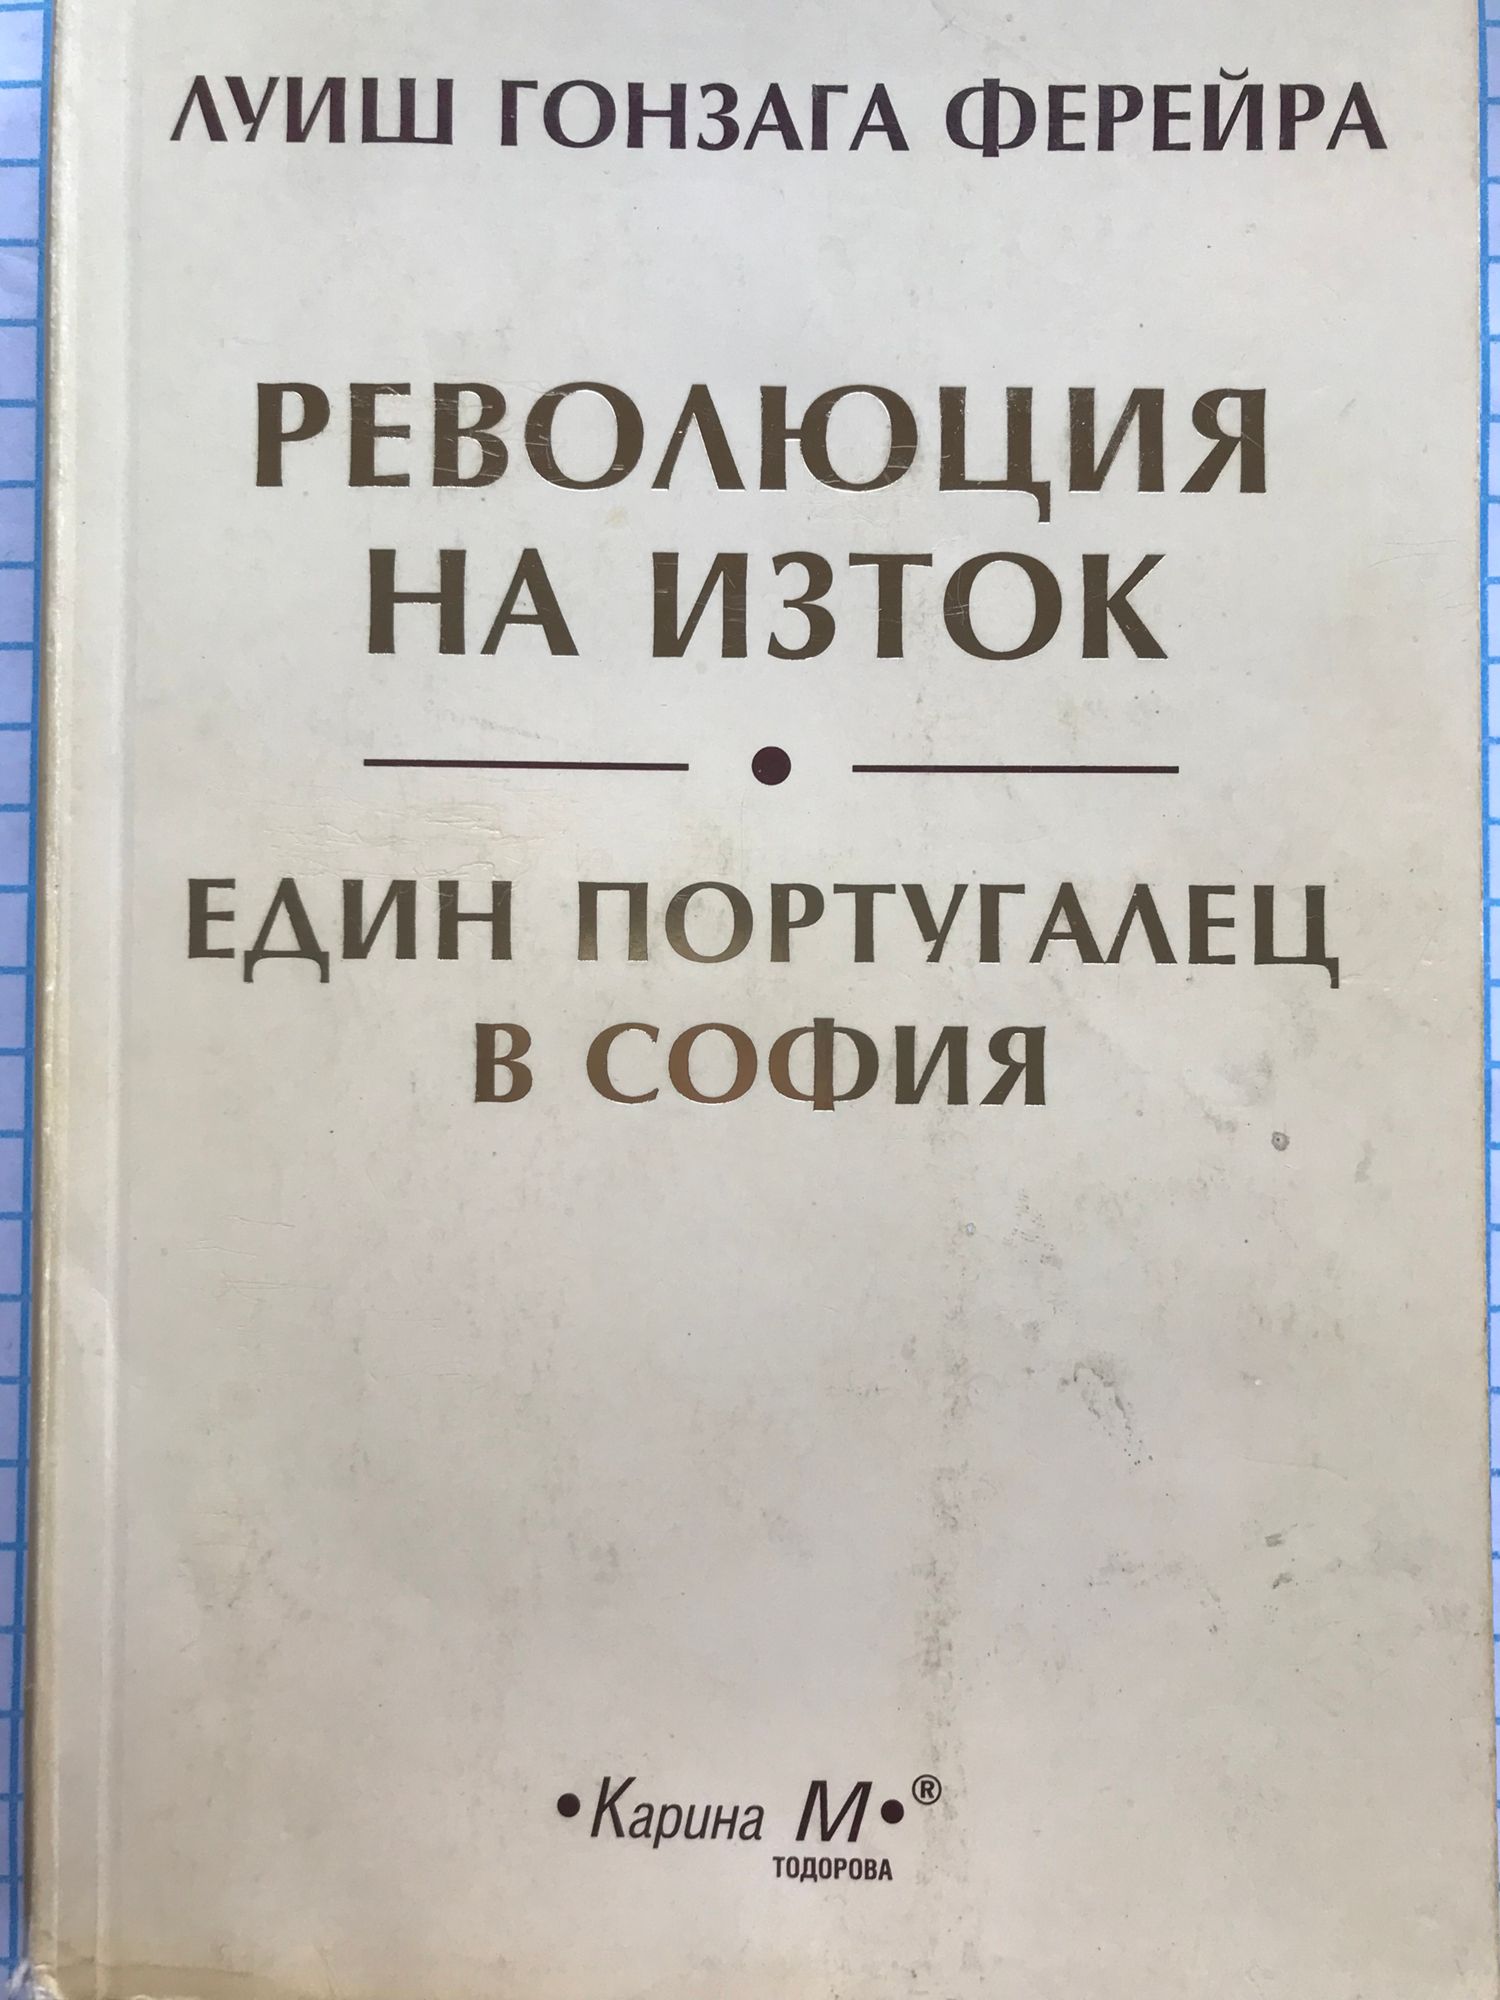 ЛУИШ ГОНЗАГА ФЕРЕЙРА
РЕВОЛЮЦИЯ
НА ИЗТОК
ЕДИН ПОРТУГАЛЕЦ
В СОФИЯ
•Карина М•®
ТОДОРОВА